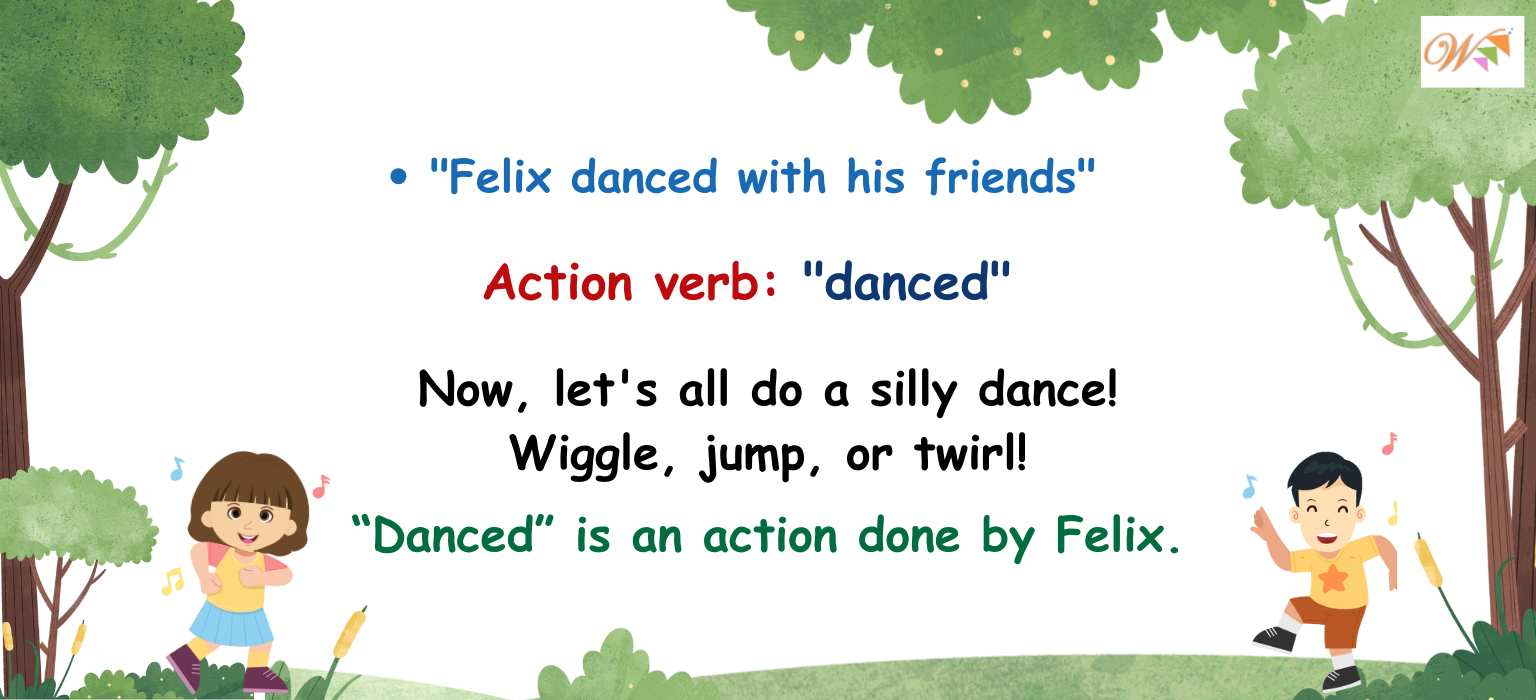 • "Felix danced with his friends"
Action verb: "danced"
Now, let's all do a silly dance!
Wiggle, jump, or twirl!
“Danced” is an action done by Felix.
W